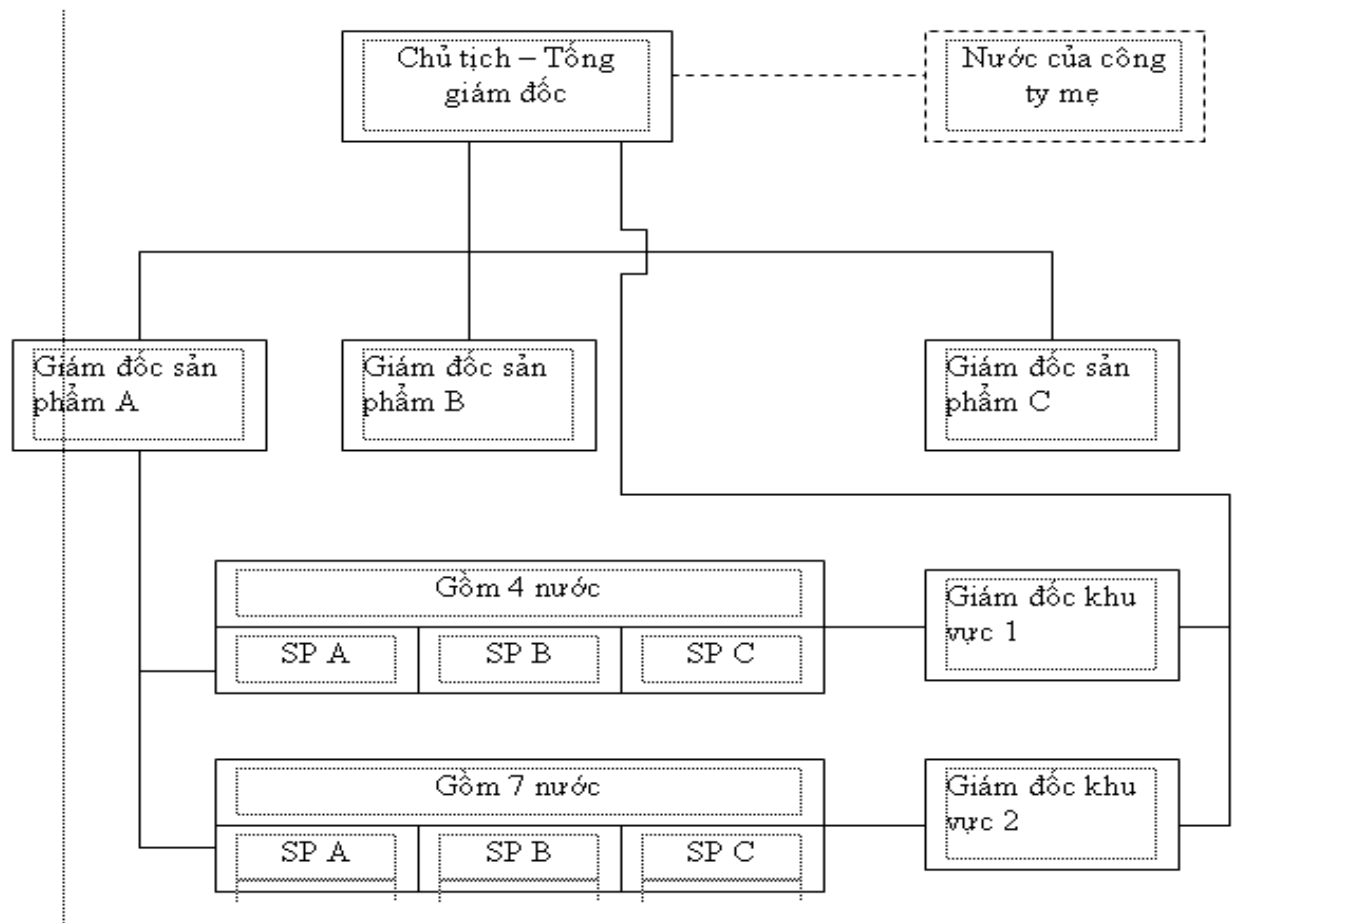 Chủ tịch – Tổng
giám đốc
Nước của công
ty mẹ
Giám đốc sản
phẩm A
Giám đốc sản
phẩm B
Giám đốc sản
phẩm C
Gồm 4 nước
SP A
SP B
SP C
Giám đốc khu
vực 1
Gồm 7 nước
SP A
SP B
SP C
Giám đốc khu
vực 2